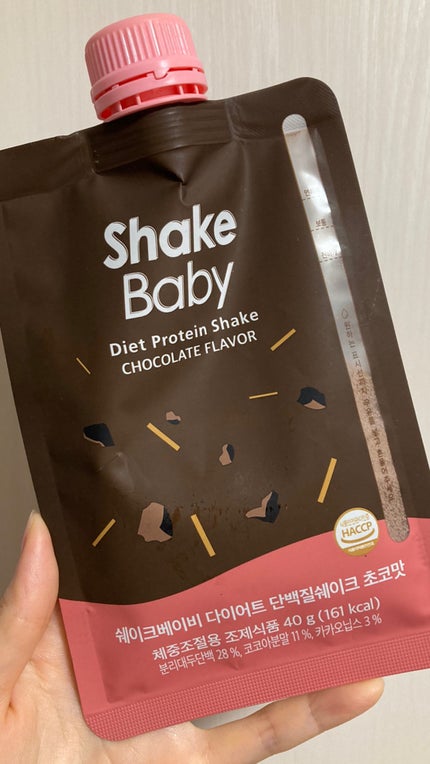 Shake
Baby
Diet Protein Shake
CHOCOLATE FLAVOR
보통
HACCP
쉐이크베이비 다이어트 단백질쉐이크 초코맛
체중조절용 조제식품 40 g (161 kcal)
분리대두단백 28 %, 코코아분말 11 %, 카카오닙스 3 %